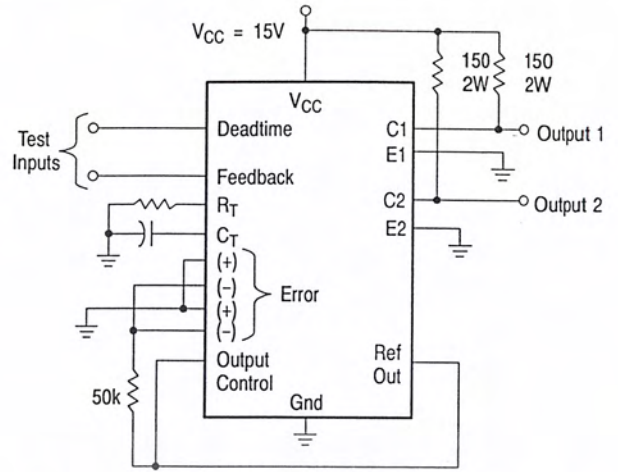 V_CC = 15V
150
2W
150
2W
V_CC
Test
Inputs
Deadtime
Feedback
R_T
C_T
(+)
(−)
(+)
(−)
Error
Output
Control
50k
Gnd
C1
E1
C2
E2
Ref
Out
Output 1
Output 2